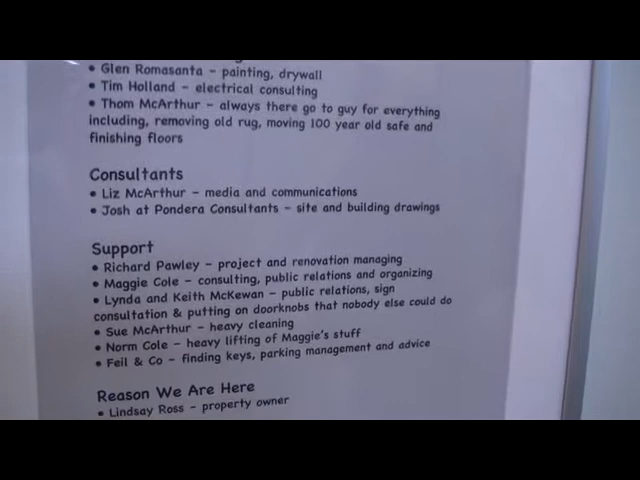 • Glen Romasanta - painting, drywall
• Tim Holland - electrical consulting
• Thom McArthur - always there go to guy for everything
including, removing old rug, moving 100 year old safe and
finishing floors
Consultants
• Liz McArthur - media and communications
• Josh at Pondera Consultants - site and building drawings
Support
• Richard Pawley - project and renovation managing
• Maggie Cole - consulting, public relations and organizing
• Lynda and Keith McKewan - public relations, sign
consultation & putting on doorknobs that nobody else could do
• Sue McArthur - heavy cleaning
• Norm Cole - heavy lifting of Maggie's stuff
• Feil & Co - finding keys, parking management and advice
Reason We Are Here
• Lindsay Ross - property owner